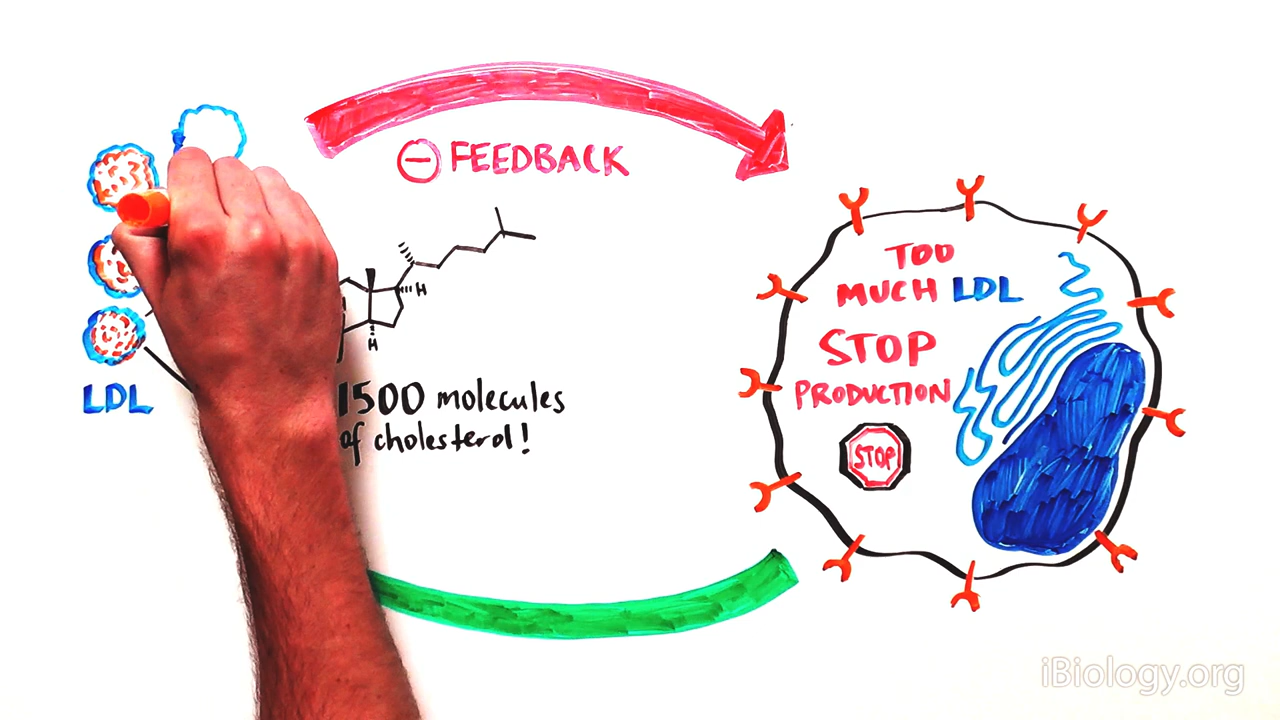 ⊖ FEEDBACK
TOO
MUCH LDL
STOP
PRODUCTION
STOP
H
H
LDL
1500 molecules
of cholesterol!
iBiology.org